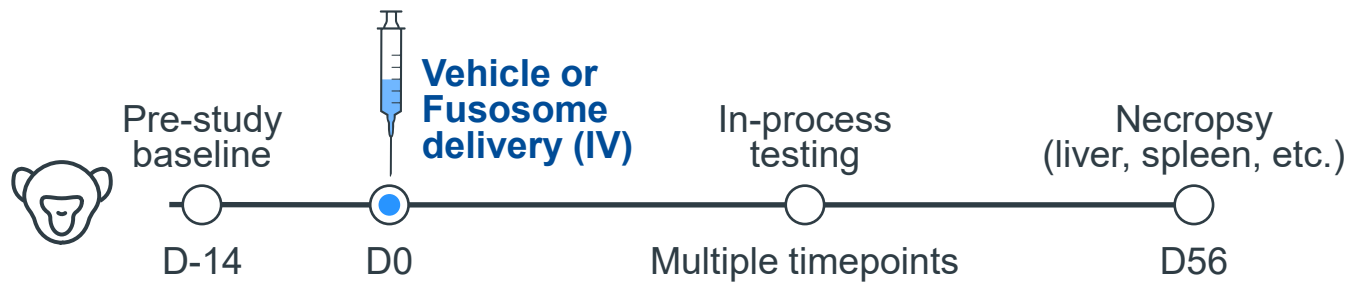 Pre-study
baseline
Vehicle or
Fusosome
delivery (IV)
In-process
testing
Necropsy
(liver, spleen, etc.)
D-14
D0
Multiple timepoints
D56